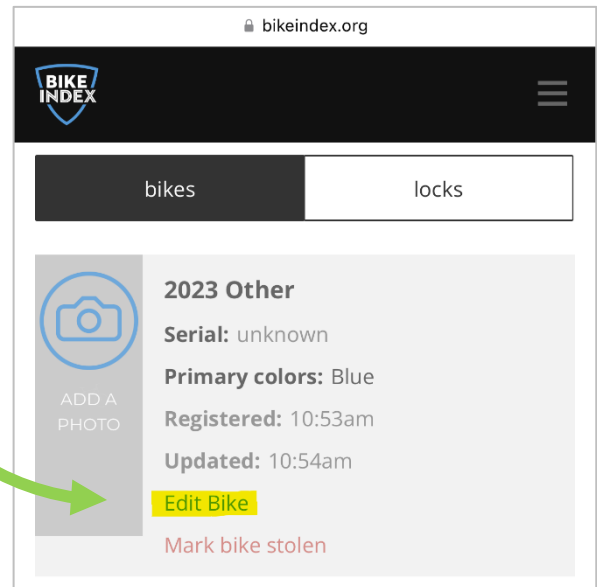 bikeindex.org
BIKE
INDEX
bikes locks
ADD A
PHOTO
2023 Other
Serial: unknown
Primary colors: Blue
Registered: 10:53am
Updated: 10:54am
Edit Bike
Mark bike stolen